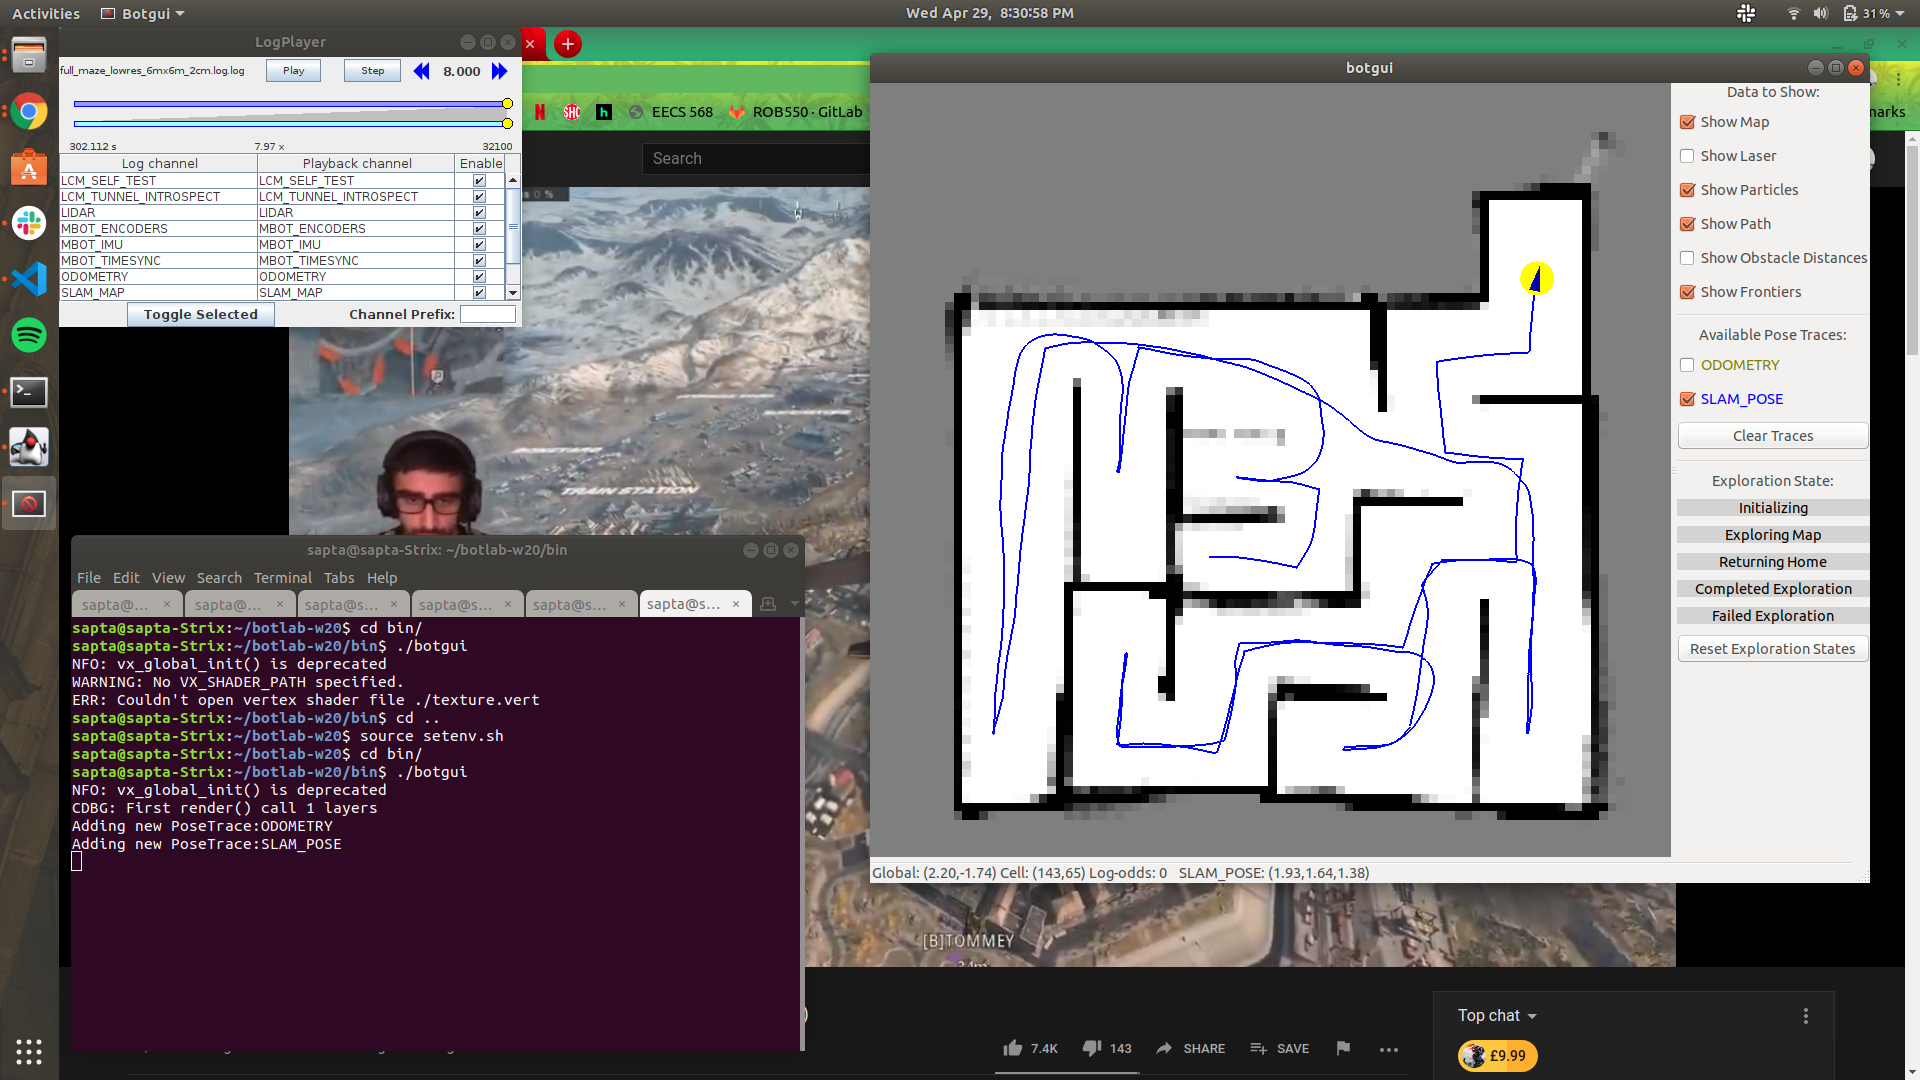 Activities Botgui Wed Apr 29, 8:30:58 PM 31 %
LogPlayer
full_maze_lowres_6mx6m_2cm.log.log Play Step 8.000
302.112 s 7.97 x 32100
Log channel Playback channel Enable
LCM_SELF_TEST LCM_SELF_TEST
LCM_TUNNEL_INTROSPECT LCM_TUNNEL_INTROSPECT
LIDAR LIDAR
MBOT_ENCODERS MBOT_ENCODERS
MBOT_IMU MBOT_IMU
MBOT_TIMESYNC MBOT_TIMESYNC
ODOMETRY ODOMETRY
SLAM_MAP SLAM_MAP
Toggle Selected Channel Prefix:
N SHO h EECS 568 ROB550 · GitLab
Search
TRAIN STATION
botgui
Data to Show:
Show Map
Show Laser
Show Particles
Show Path
Show Obstacle Distances
Show Frontiers
Available Pose Traces:
ODOMETRY
SLAM_POSE
Clear Traces
Exploration State:
Initializing
Exploring Map
Returning Home
Completed Exploration
Failed Exploration
Reset Exploration States
Global: (2.20,-1.74) Cell: (143,65) Log-odds: 0 SLAM_POSE: (1.93,1.64,1.38)
marks
sapta@sapta-Strix: ~/botlab-w20/bin
File Edit View Search Terminal Tabs Help
sapta@... × sapta@... × sapta@s... × sapta@s... × sapta@s... × sapta@s... ×
sapta@sapta-Strix:~/botlab-w20$ cd bin/
sapta@sapta-Strix:~/botlab-w20/bin$ ./botgui
NFO: vx_global_init() is deprecated
WARNING: No VX_SHADER_PATH specified.
ERR: Couldn't open vertex shader file ./texture.vert
sapta@sapta-Strix:~/botlab-w20/bin$ cd ..
sapta@sapta-Strix:~/botlab-w20$ source setenv.sh
sapta@sapta-Strix:~/botlab-w20$ cd bin/
sapta@sapta-Strix:~/botlab-w20/bin$ ./botgui
NFO: vx_global_init() is deprecated
CDBG: First render() call 1 layers
Adding new PoseTrace:ODOMETRY
Adding new PoseTrace:SLAM_POSE
[B]TOMMEY
34m
7.4K 143 SHARE SAVE
Top chat
£9.99